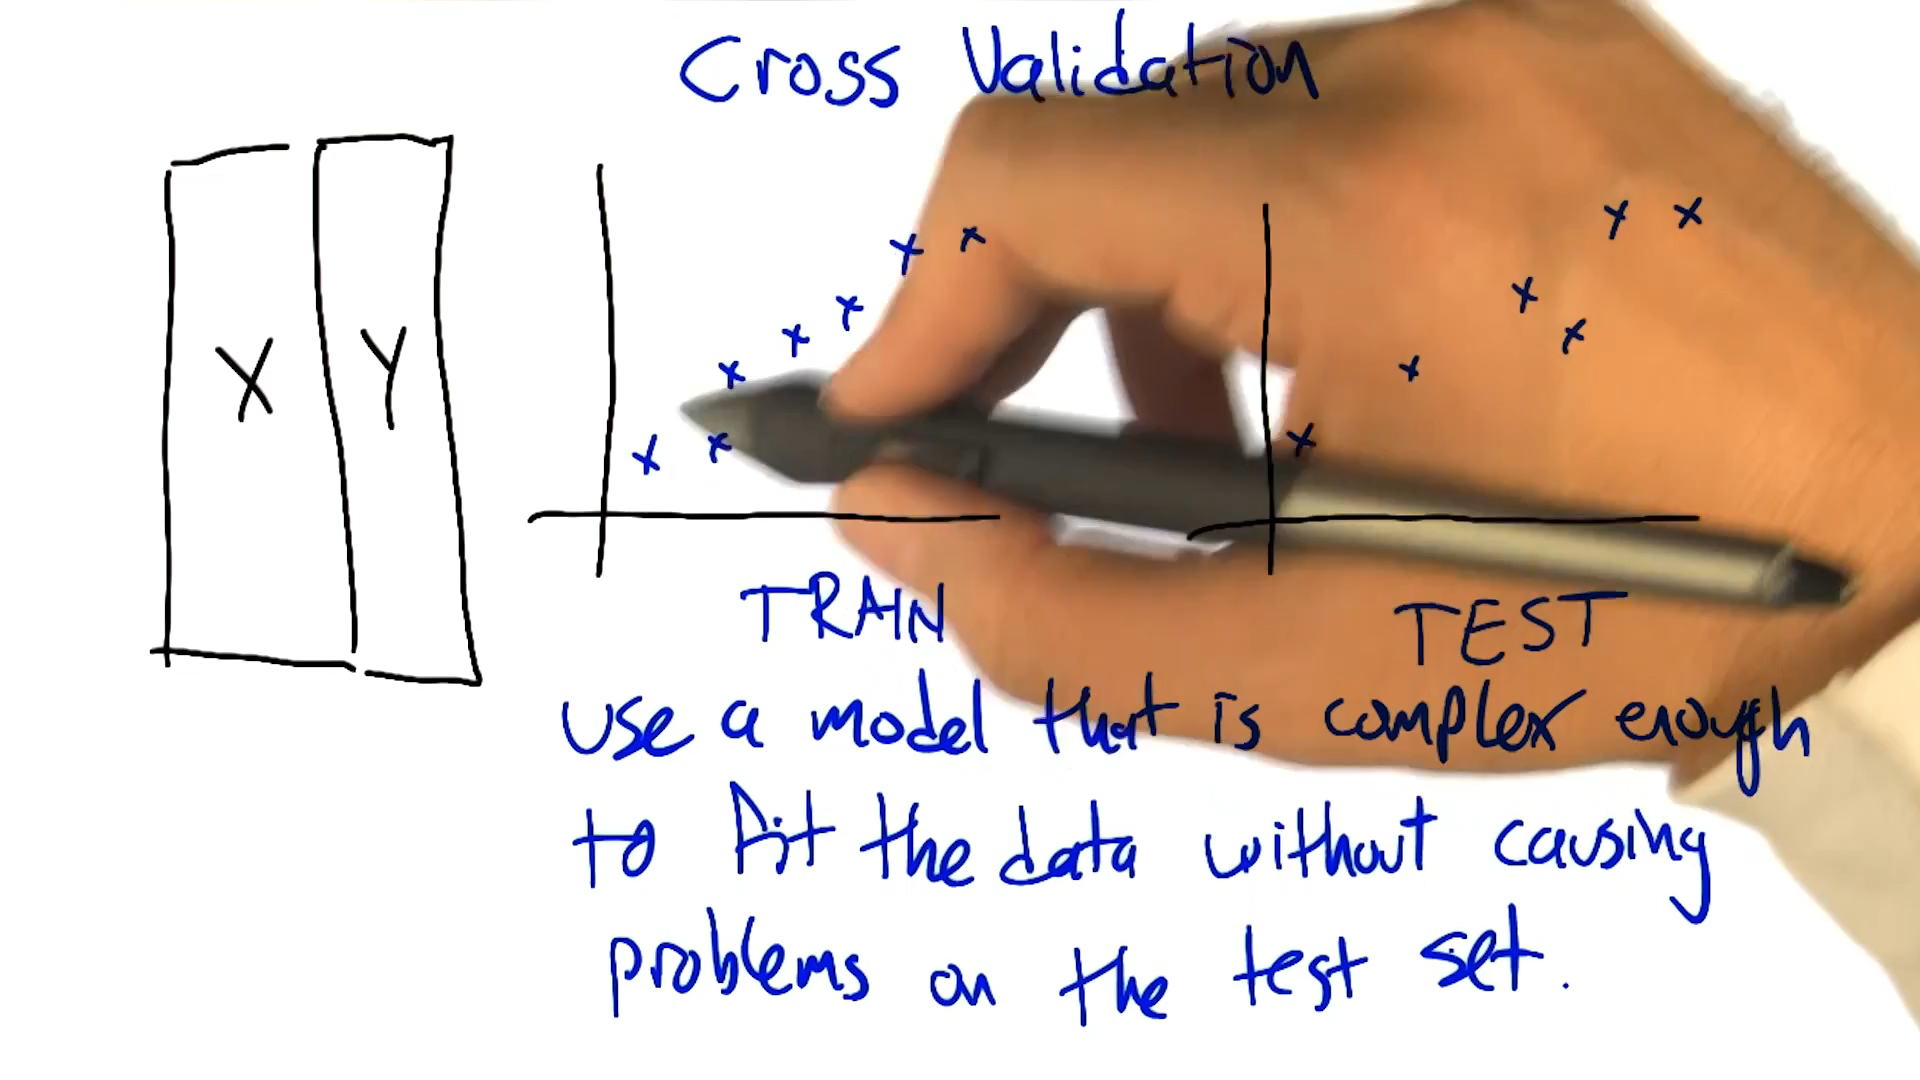 Cross Validation
X Y
TRAIN
TEST
use a model that is complex enough
to fit the data without causing
problems on the test set.